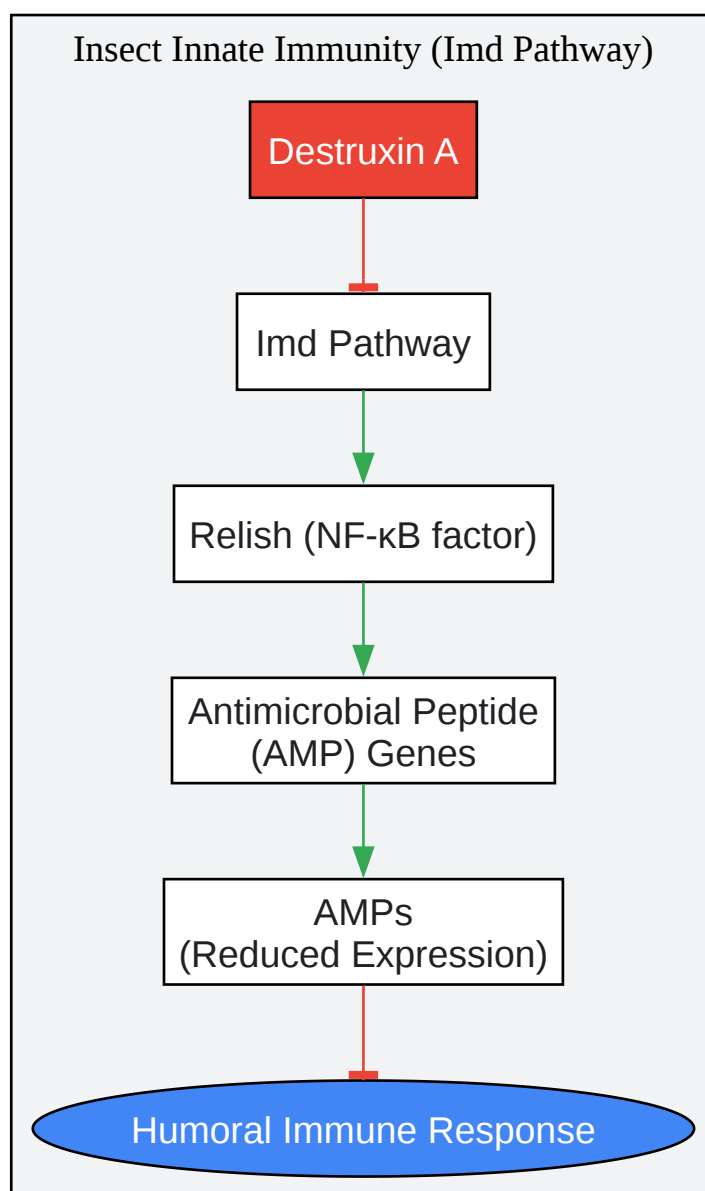 Insect Innate Immunity (Imd Pathway)
Destruxin A
Imd Pathway
Relish (NF-κB factor)
Antimicrobial Peptide
(AMP) Genes
AMPs
(Reduced Expression)
Humoral Immune Response